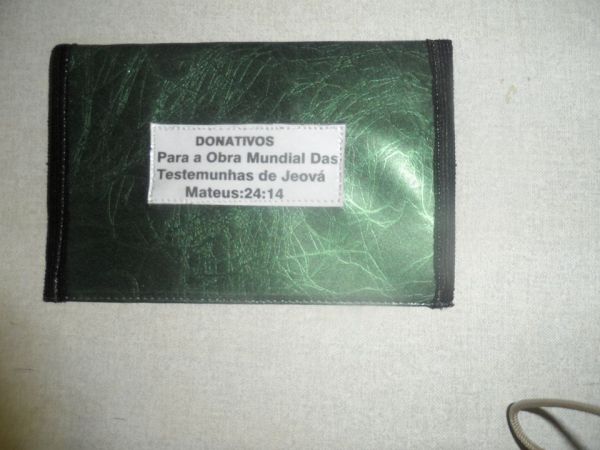 DONATIVOS
Para a Obra Mundial Das
Testemunhas de Jeová
Mateus:24:14